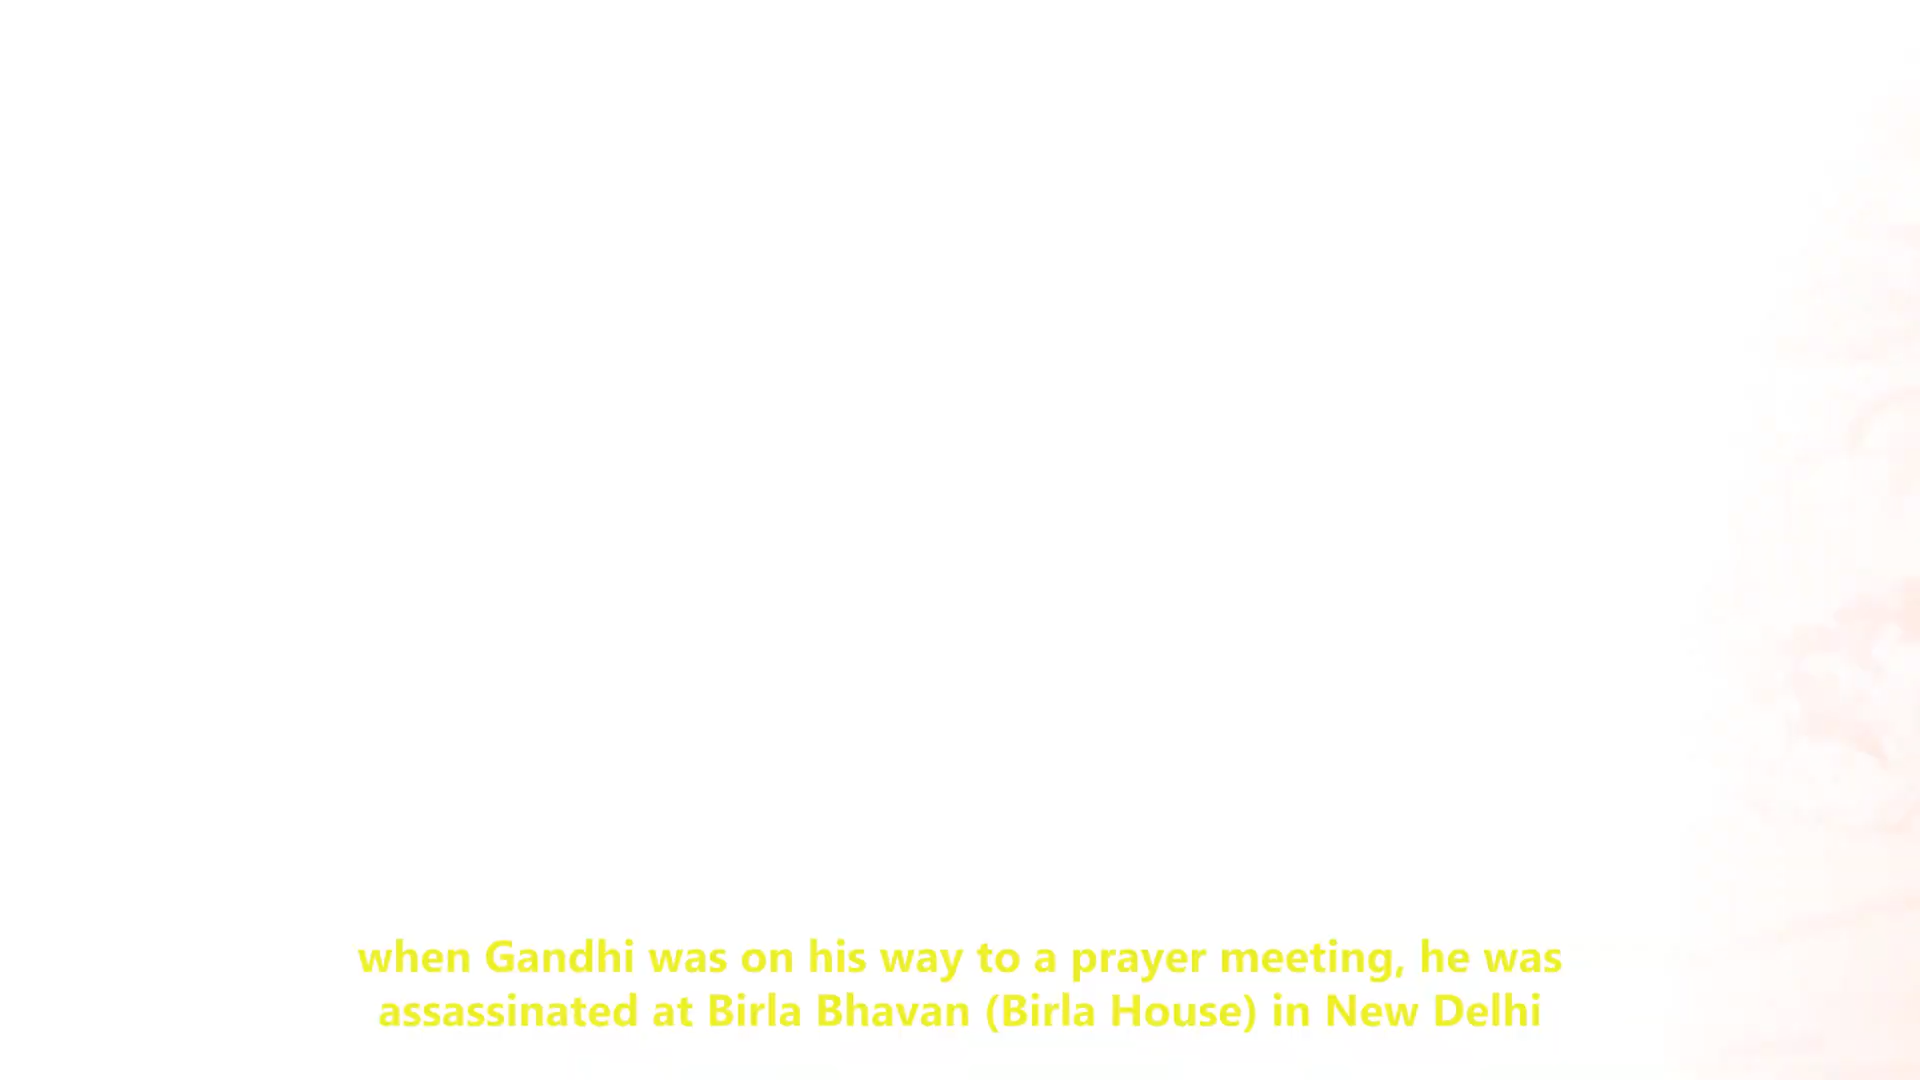 when Gandhi was on his way to a prayer meeting, he was
assassinated at Birla Bhavan (Birla House) in New Delhi